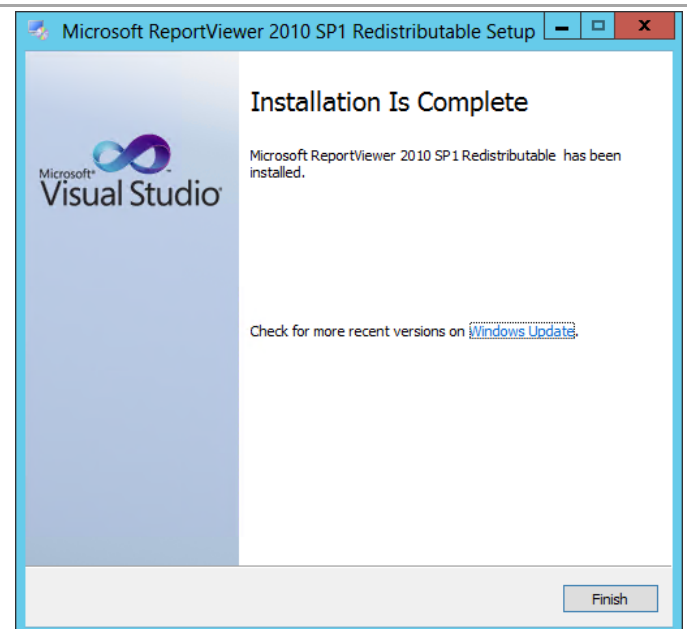 Microsoft ReportViewer 2010 SP1 Redistributable Setup
Installation Is Complete
Microsoft ReportViewer 2010 SP1 Redistributable has been
installed.
Microsoft
Visual Studio
Check for more recent versions on Windows Update.
Finish